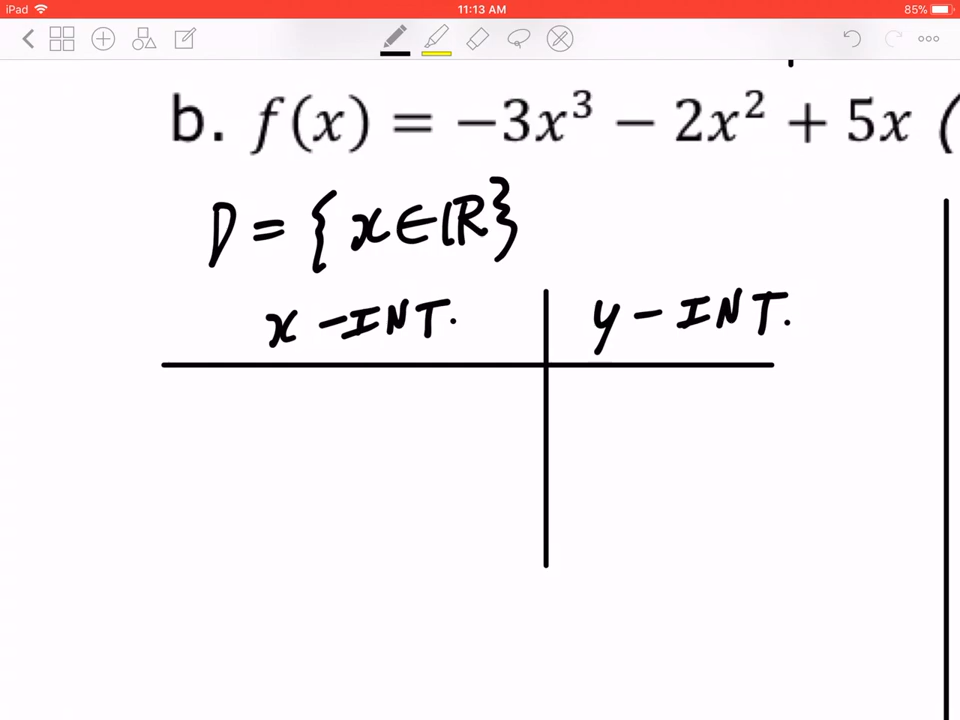 iPad 11:13 AM 85%
b. f(x) = −3x³ − 2x² + 5x (
D = {x∈ℝ}
x-INT. y-INT.